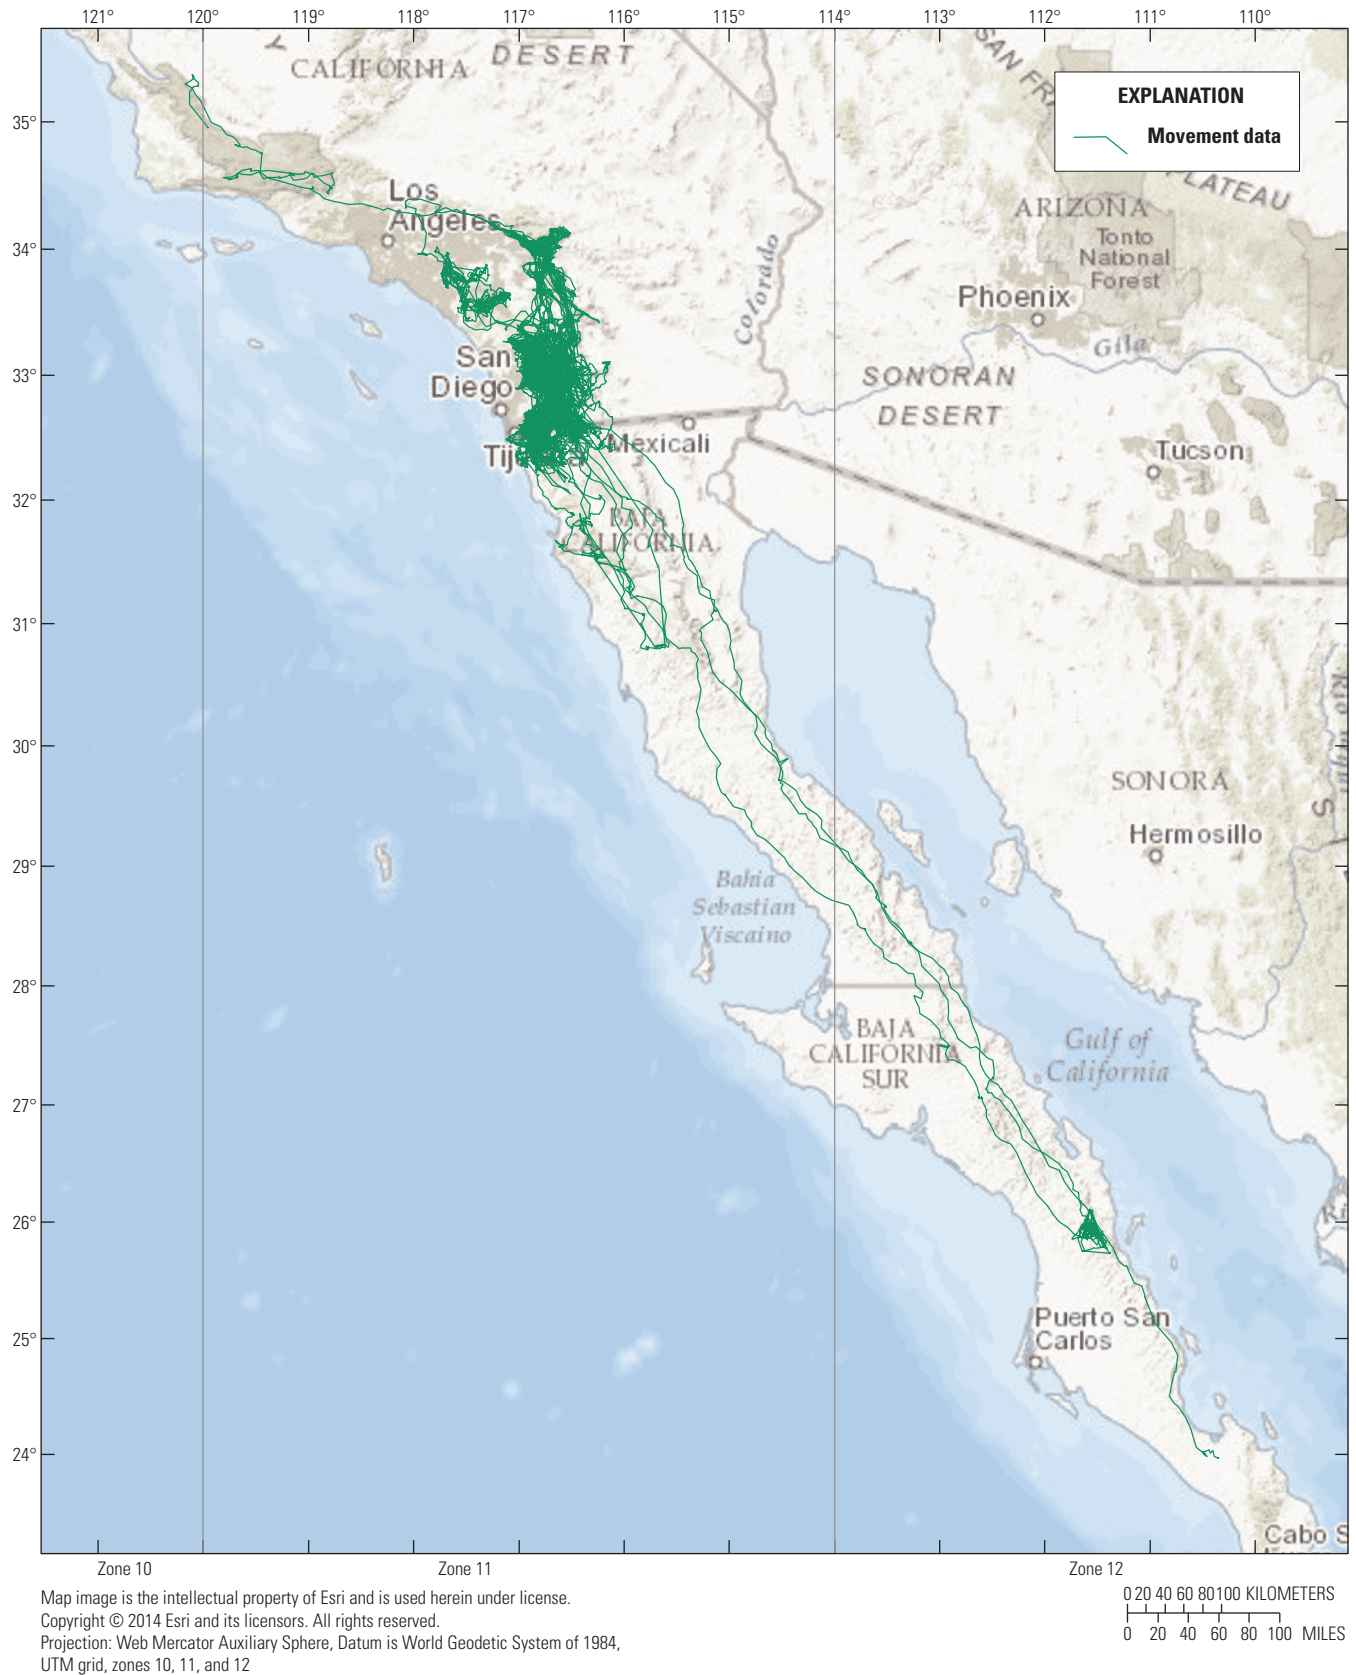 121° 120° 119° 118° 117° 116° 115° 114° 113° 112° 111° 110°
DESERT
CALIFORNIA
SAN FRA
EXPLANATION
Movement data
35°
PLATEAU
Los
Angeles
ARIZONA
Tonto
National
Forest
34°
Colorado
Phoenix
Gila
San
Diego
33°
SONORAN
DESERT
Mexicali
Tucson
32°
BAJA
CALIFORNIA
31°
30°
SONORA
S
Hermosillo
29°
Bahia
Sebastian
Viscaino
28°
BAJA
CALIFORNIA
SUR
Gulf of
California
27°
26°
Ri
25°
Puerto San
Carlos
24°
Cabo S
Zone 10 Zone 11 Zone 12
Map image is the intellectual property of Esri and is used herein under license.
Copyright © 2014 Esri and its licensors. All rights reserved.
Projection: Web Mercator Auxiliary Sphere, Datum is World Geodetic System of 1984,
UTM grid, zones 10, 11, and 12
0 20 40 60 80 100 KILOMETERS
0 20 40 60 80 100 MILES